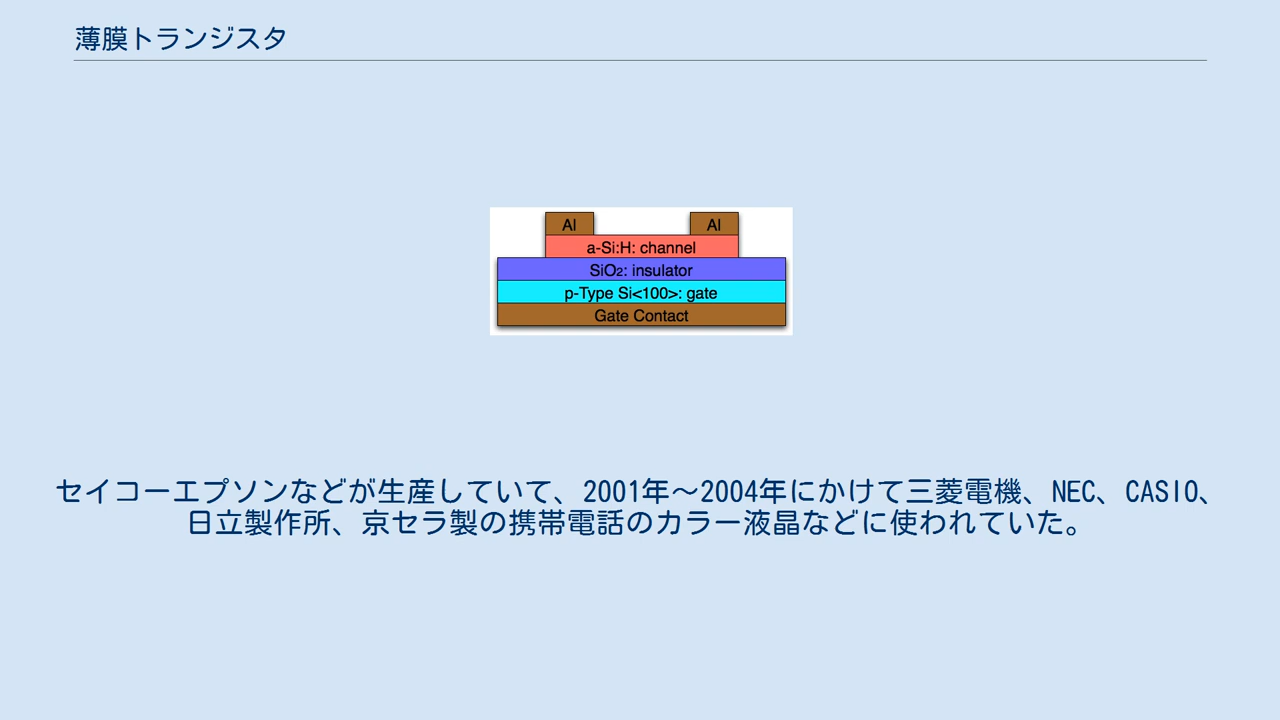 薄膜トランジスタ
Al Al
a-Si:H: channel
SiO2: insulator
p-Type Si<100>: gate
Gate Contact
セイコーエプソンなどが生産していて、2001年～2004年にかけて三菱電機、NEC、CASIO、
日立製作所、京セラ製の携帯電話のカラー液晶などに使われていた。